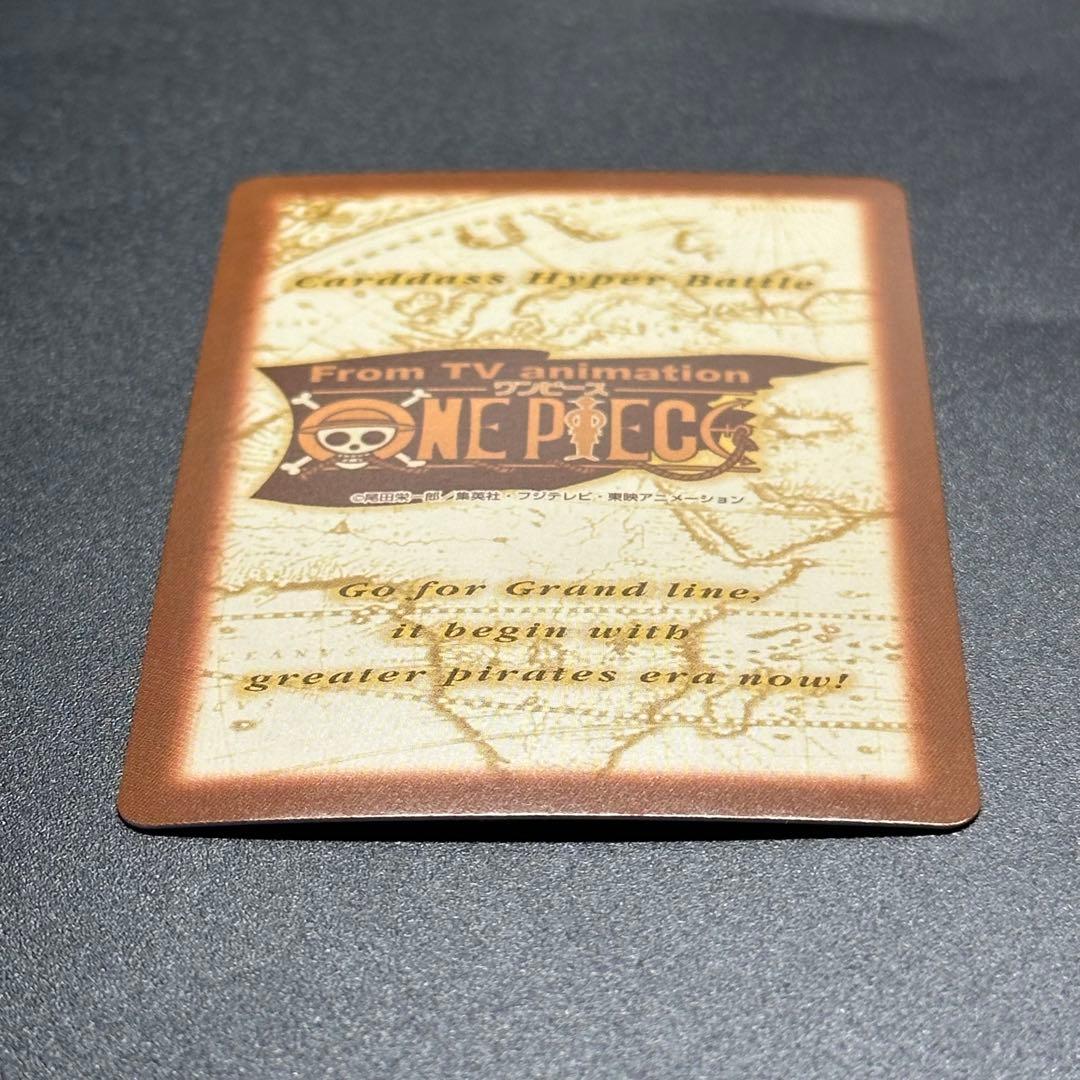 Carddass Hyper Battle
From TV animation
ワンピース
ONE PIECE
©尾田栄一郎／集英社・フジテレビ・東映アニメーション
Go for Grand line,
it begin with
greater pirates era now!